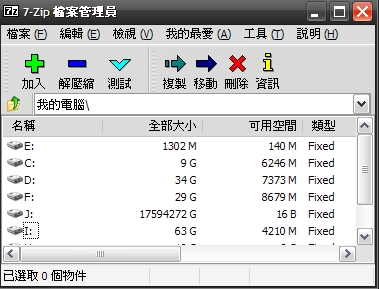 7-Zip 檔案管理員
檔案(F) 編輯(E) 檢視(V) 我的最愛(A) 工具(T) 說明(H)
加入 解壓縮 測試 複製 移動 刪除 資訊
我的電腦\
名稱 全部大小 可用空間 類型
E: 1302 M 140 M Fixed
C: 9 G 6246 M Fixed
D: 34 G 7373 M Fixed
F: 29 G 8679 M Fixed
J: 17594272 G 16 B Fixed
I: 63 G 4210 M Fixed
已選取 0 個物件